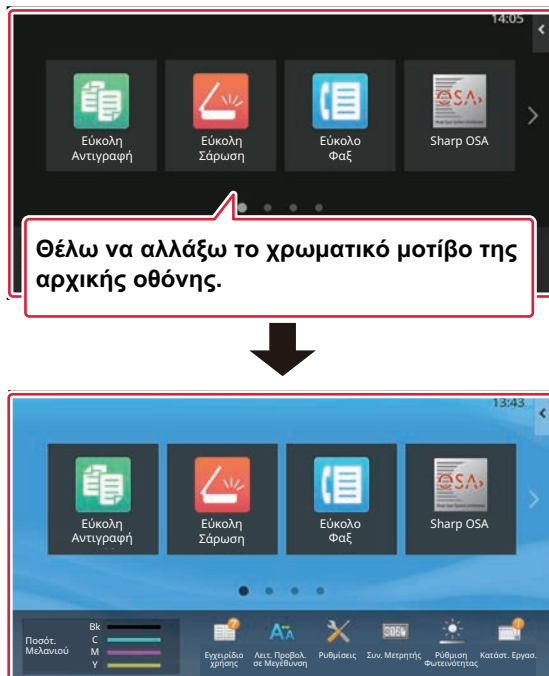 14:05
Εύκολη
Αντιγραφή
Εύκολη
Σάρωση
Εύκολο
Φαξ
Sharp OSA
Θέλω να αλλάξω το χρωματικό μοτίβο της
αρχικής οθόνης.
13:43
Εύκολη
Αντιγραφή
Εύκολη
Σάρωση
Εύκολο
Φαξ
Sharp OSA
Ποσότ.
Μελανιού
Bk
C
M
Y
Εγχειρίδιο
χρήσης
Λειτ. Προβολ.
σε Μεγέθυνση
Ρυθμίσεις
Συν. Μετρητής
Ρύθμιση
Φωτεινότητας
Κατάστ. Εργασ.